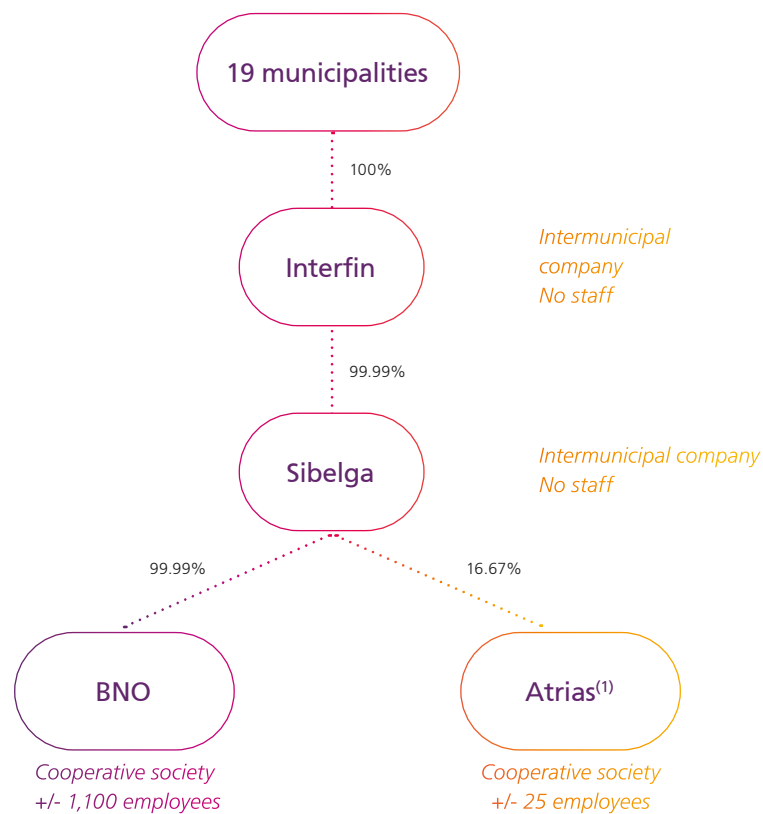 19 municipalities
100%
Interfin
Intermunicipal
company
No staff
99.99%
Sibelga
Intermunicipal company
No staff
99.99%
16.67%
BNO
Atrias(1)
Cooperative society
+/- 1,100 employees
Cooperative society
+/- 25 employees